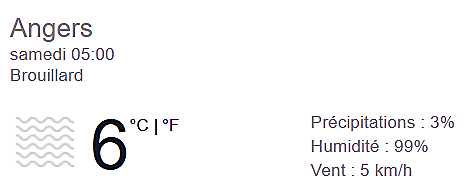 Angers
samedi 05:00
Brouillard
6 °C | °F
Précipitations : 3%
Humidité : 99%
Vent : 5 km/h